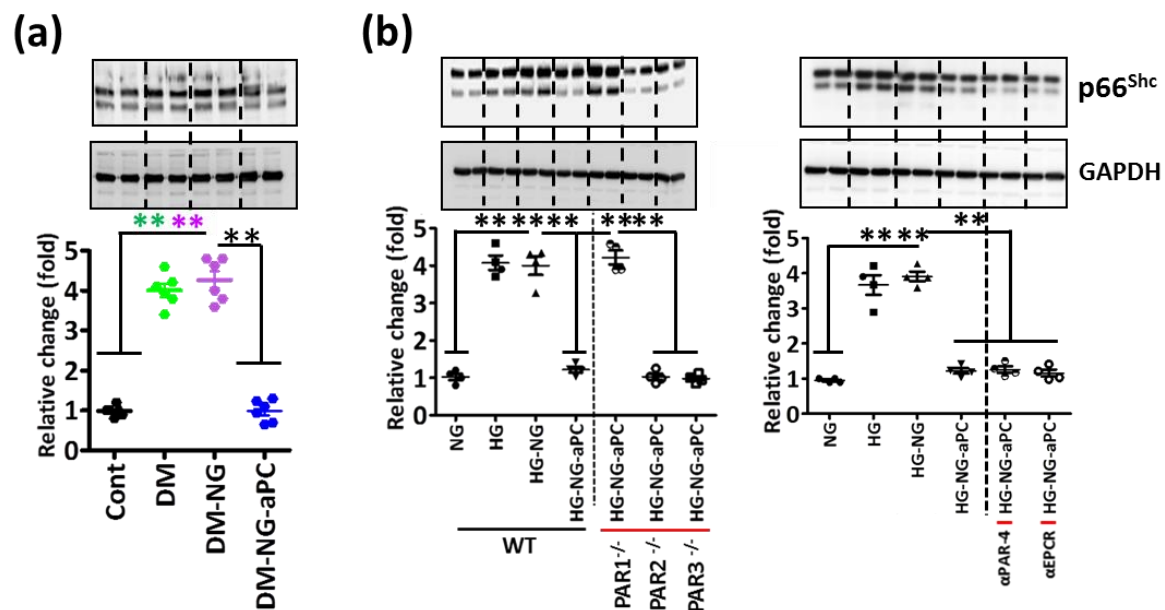 (a)
(b)
p66Shc
GAPDH
** **
**
Relative change (fold)
5
4
3
2
1
0
Cont
DM
DM-NG
DM-NG-aPC
** **** ** ****
Relative change (fold)
5
4
3
2
1
0
NG
HG
HG-NG
HG-NG-aPC
HG-NG-aPC
HG-NG-aPC
HG-NG-aPC
WT
PAR1-/-
PAR2 -/-
PAR3 -/-
** **
**
Relative change (fold)
5
4
3
2
1
0
NG
HG
HG-NG
HG-NG-aPC
HG-NG-aPC
HG-NG-aPC
αPAR-4
αEPCR